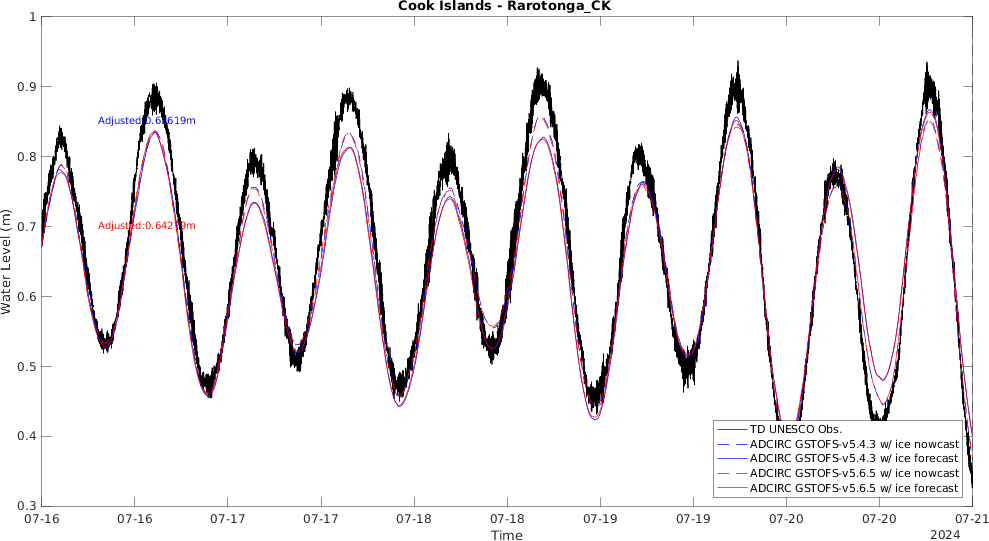 Cook Islands - Rarotonga_CK
1
0.9
0.8
0.7
0.6
0.5
0.4
0.3
Water Level (m)
Adjusted:0.62619m
Adjusted:0.64279m
TD UNESCO Obs.
ADCIRC GSTOFS-v5.4.3 w/ ice nowcast
ADCIRC GSTOFS-v5.4.3 w/ ice forecast
ADCIRC GSTOFS-v5.6.5 w/ ice nowcast
ADCIRC GSTOFS-v5.6.5 w/ ice forecast
07-16 07-16 07-17 07-17 07-18 07-18 07-19 07-19 07-20 07-20 07-21
Time
2024